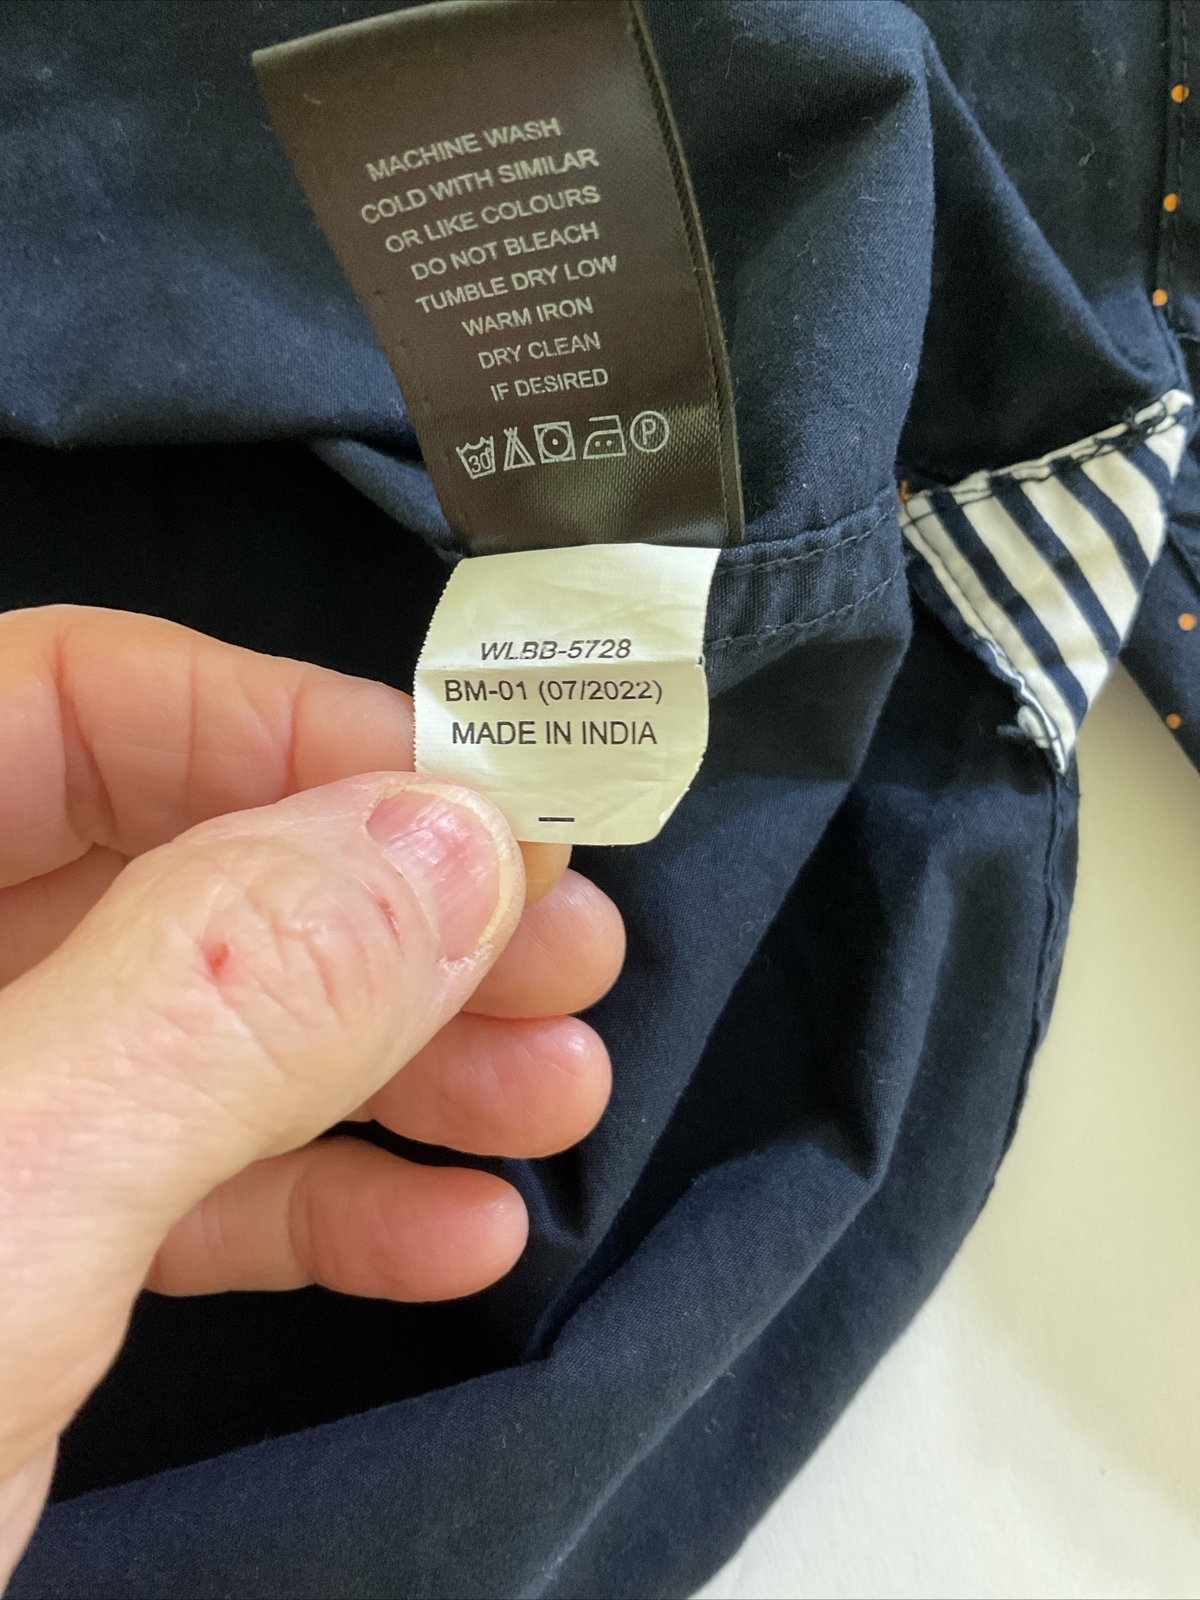 MACHINE WASH
COLD WITH SIMILAR
OR LIKE COLOURS
DO NOT BLEACH
TUMBLE DRY LOW
WARM IRON
DRY CLEAN
IF DESIRED
30 P
WLBB-5728
BM-01 (07/2022)
MADE IN INDIA